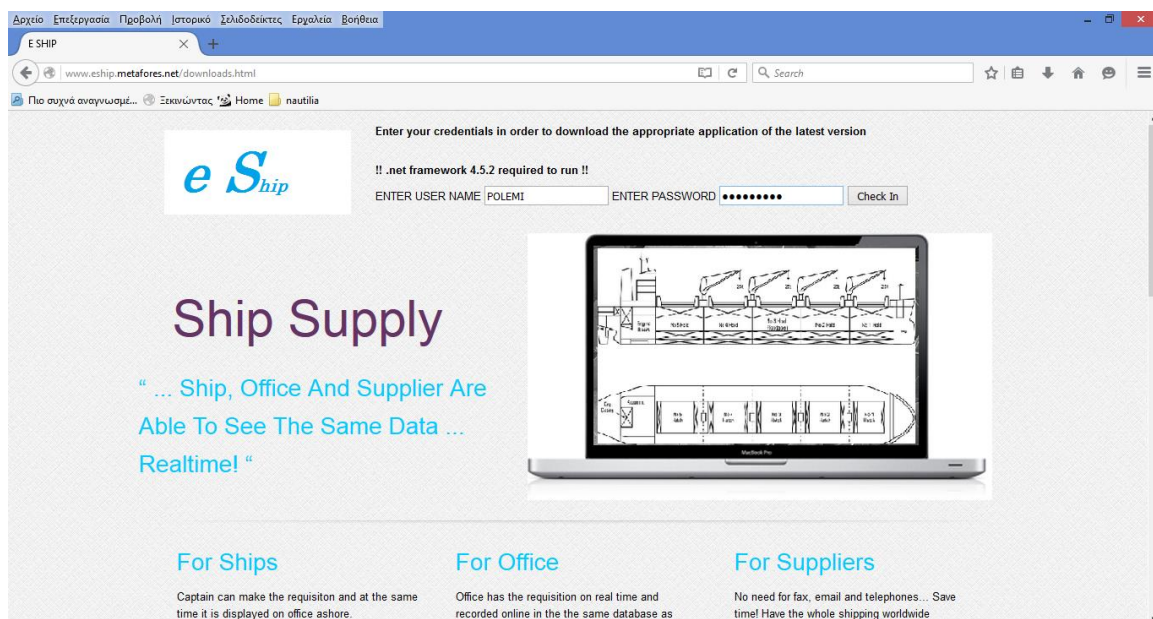 Αρχείο Επεξεργασία Προβολή Ιστορικό Σελιδοδείκτες Εργαλεία Βοήθεια
E SHIP
www.eship.metafores.net/downloads.html
Search
Πιο συχνά αναγνωσμέ... Ξεκινώντας Home nautilia
Enter your credentials in order to download the appropriate application of the latest version
e Ship
!! .net framework 4.5.2 required to run !!
ENTER USER NAME POLEMI ENTER PASSWORD ●●●●●●●●● Check In
Ship Supply
“ ... Ship, Office And Supplier Are
Able To See The Same Data ...
Realtime! “
MacBook Pro
For Ships
For Office
For Suppliers
Captain can make the requisiton and at the same
time it is displayed on office ashore.
Office has the requisition on real time and
recorded online in the the same database as
No need for fax, email and telephones... Save
time! Have the whole shipping worldwide